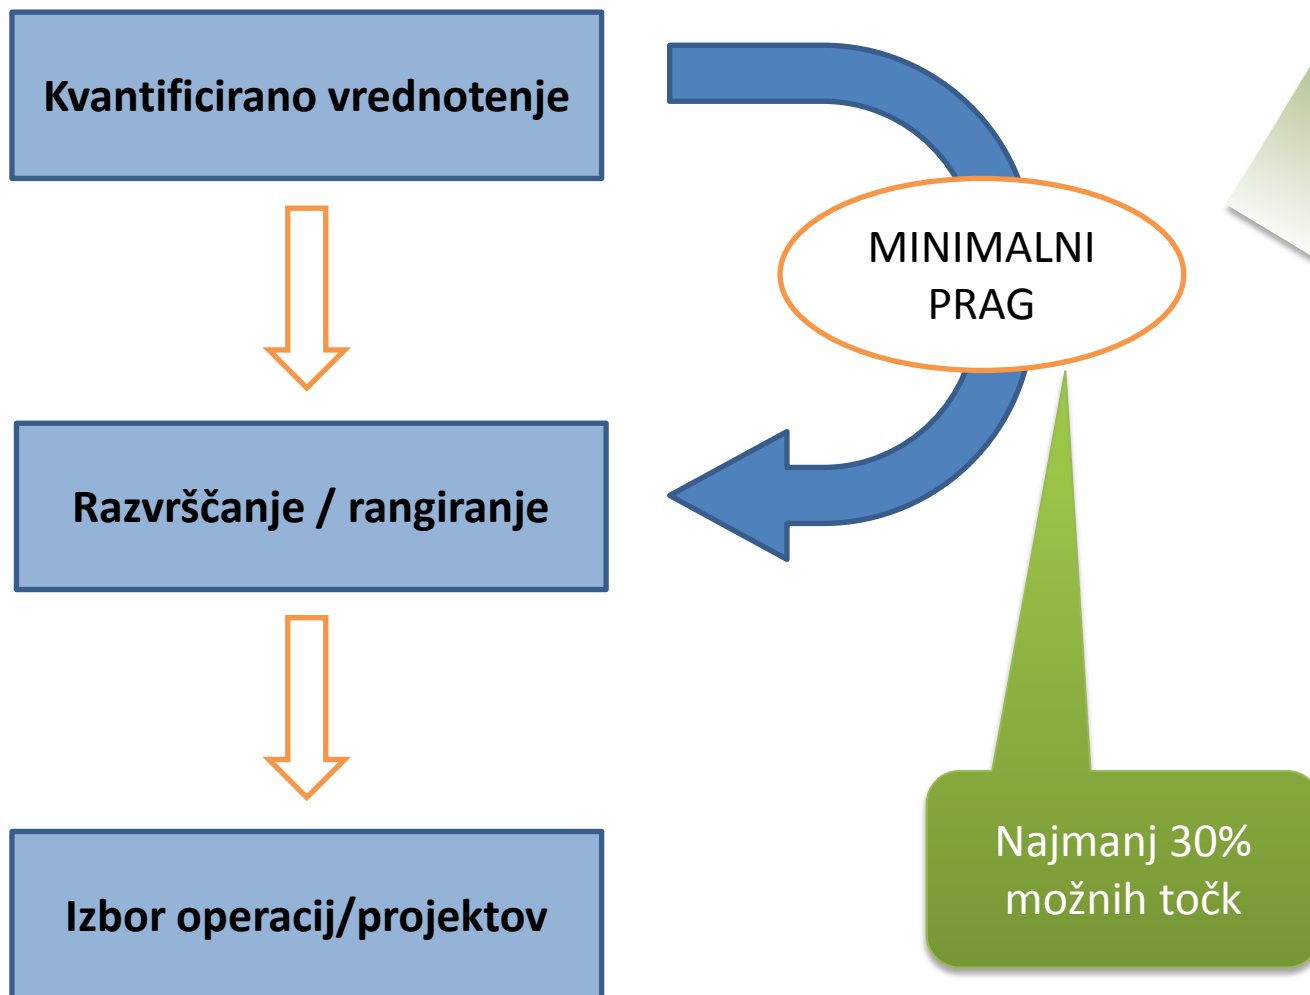 Kvantificirano vrednotenje
MINIMALNI
PRAG
Razvrščanje / rangiranje
Najmanj 30%
možnih točk
Izbor operacij/projektov